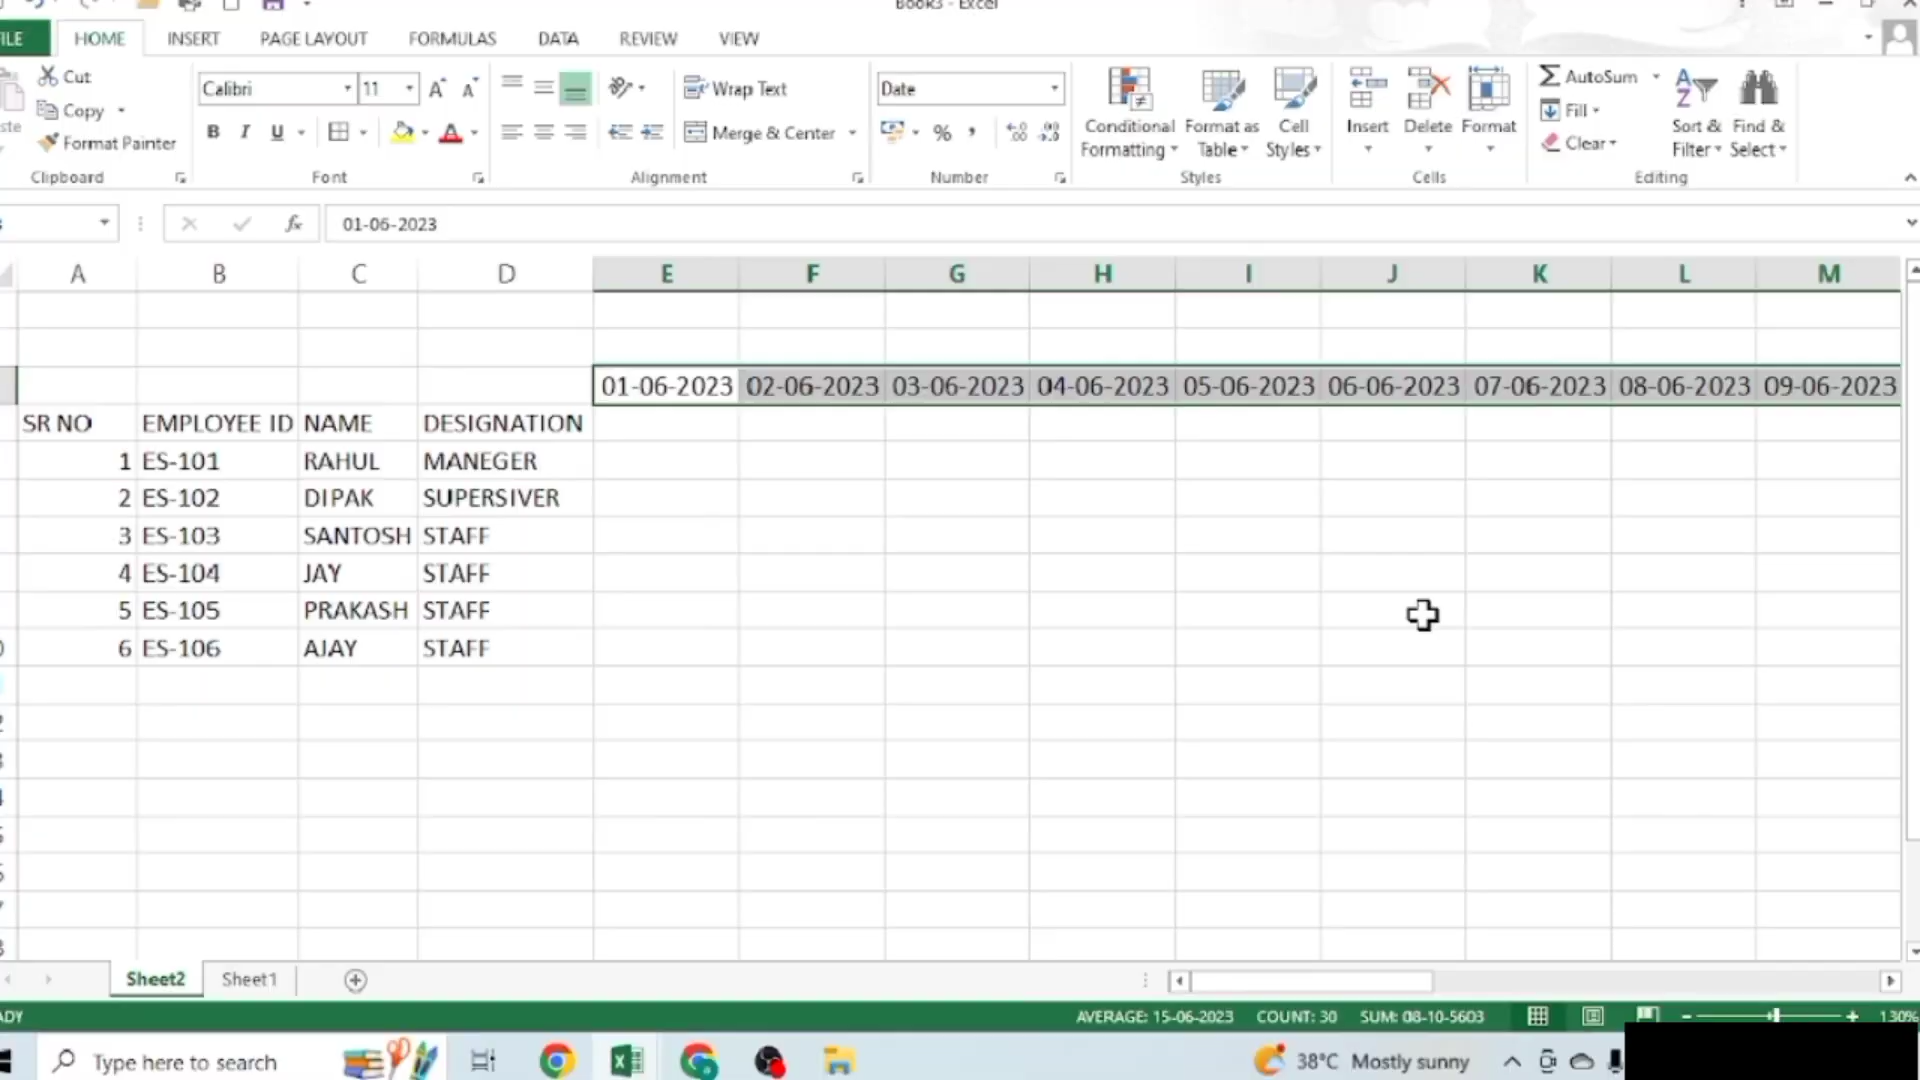 Book3 - Excel
FILE HOME INSERT PAGE LAYOUT FORMULAS DATA REVIEW VIEW
Cut
Copy
Format Painter
Clipboard
Calibri 11
B I U
Font
Wrap Text
Merge & Center
Alignment
Date
%
Number
Conditional Formatting
Format as Table
Cell Styles
Styles
Insert Delete Format
Cells
AutoSum
Fill
Clear
Sort & Filter
Find & Select
Editing
fx 01-06-2023
A B C D E F G H I J K L M
01-06-2023 02-06-2023 03-06-2023 04-06-2023 05-06-2023 06-06-2023 07-06-2023 08-06-2023 09-06-2023
SR NO EMPLOYEE ID NAME DESIGNATION
1 ES-101 RAHUL MANEGER
2 ES-102 DIPAK SUPERSIVER
3 ES-103 SANTOSH STAFF
4 ES-104 JAY STAFF
5 ES-105 PRAKASH STAFF
6 ES-106 AJAY STAFF
Sheet2 Sheet1
AVERAGE: 15-06-2023 COUNT: 30 SUM: 08-10-5603 130%
Type here to search 38°C Mostly sunny